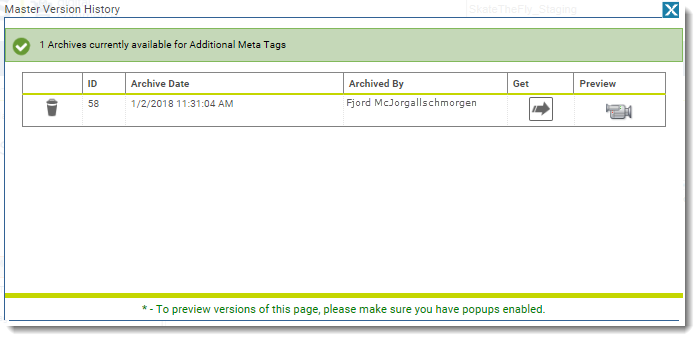 Master Version History
SkateTheFly_Staging
1 Archives currently available for Additional Meta Tags
ID Archive Date Archived By Get Preview
58 1/2/2018 11:31:04 AM Fjord McJorgallschmorgen
* - To preview versions of this page, please make sure you have popups enabled.